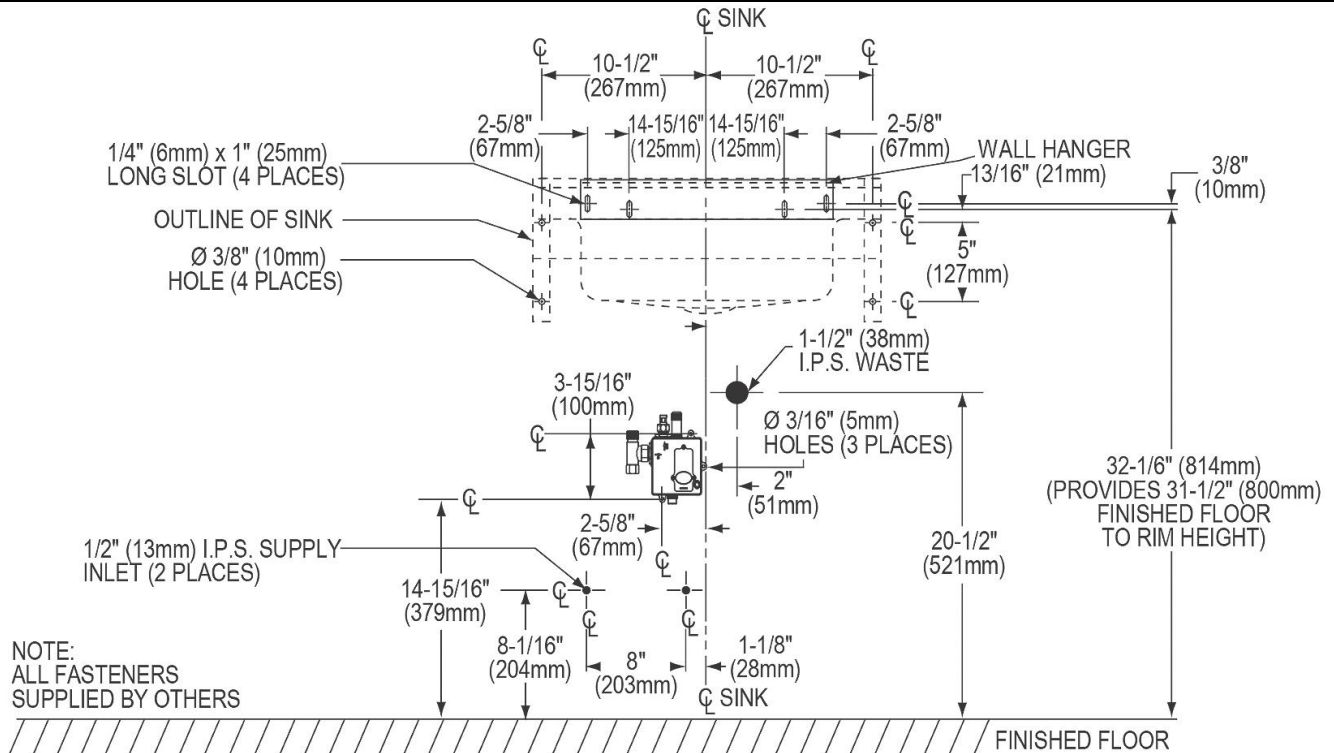 ℄ SINK
℄
℄
10-1/2"
(267mm)
10-1/2"
(267mm)
2-5/8"
(67mm)
14-15/16"
(125mm)
14-15/16"
(125mm)
2-5/8"
(67mm)
1/4" (6mm) x 1" (25mm)
LONG SLOT (4 PLACES)
WALL HANGER
13/16" (21mm)
3/8"
(10mm)
OUTLINE OF SINK
℄
℄
Ø 3/8" (10mm)
HOLE (4 PLACES)
5"
(127mm)
℄
1-1/2" (38mm)
I.P.S. WASTE
3-15/16"
(100mm)
℄
Ø 3/16" (5mm)
HOLES (3 PLACES)
32-1/6" (814mm)
(PROVIDES 31-1/2" (800mm)
FINISHED FLOOR
TO RIM HEIGHT)
2"
(51mm)
℄
2-5/8"
(67mm)
℄
20-1/2"
(521mm)
1/2" (13mm) I.P.S. SUPPLY
INLET (2 PLACES)
14-15/16"
(379mm)
℄
℄
℄
8-1/16"
(204mm)
8"
(203mm)
1-1/8"
(28mm)
NOTE:
ALL FASTENERS
SUPPLIED BY OTHERS
℄ SINK
FINISHED FLOOR